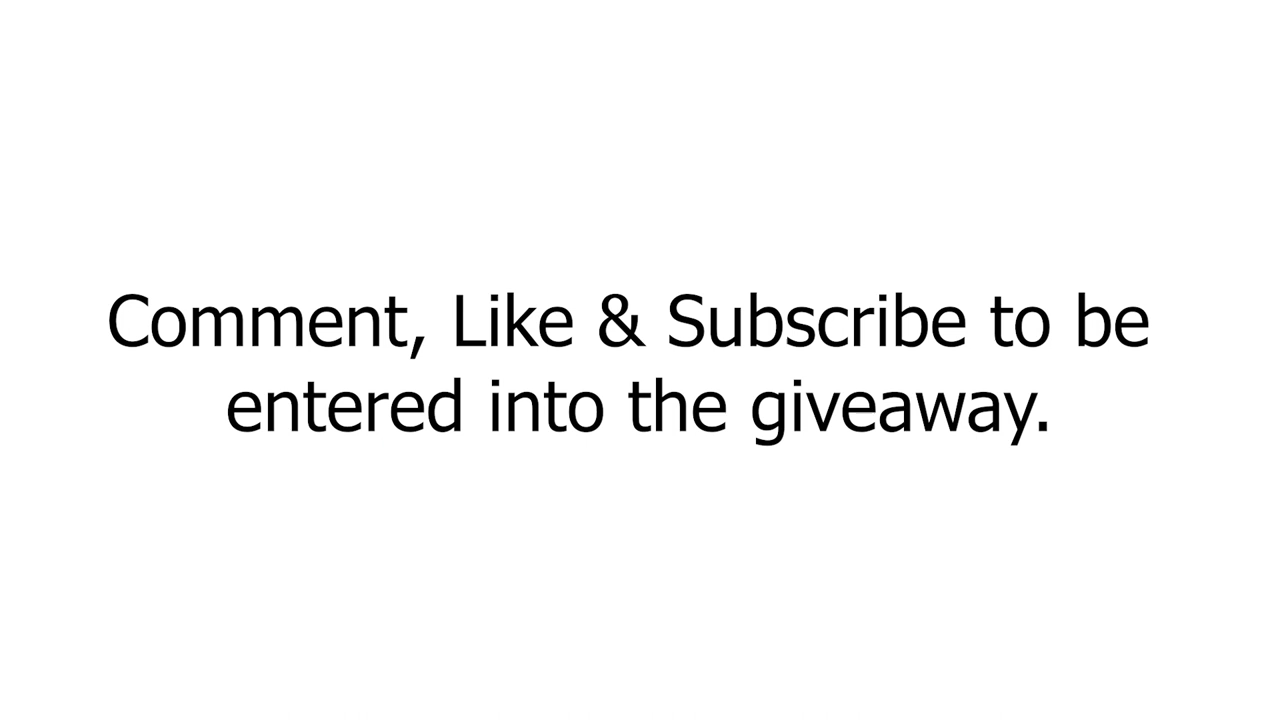 Comment, Like & Subscribe to be
entered into the giveaway.